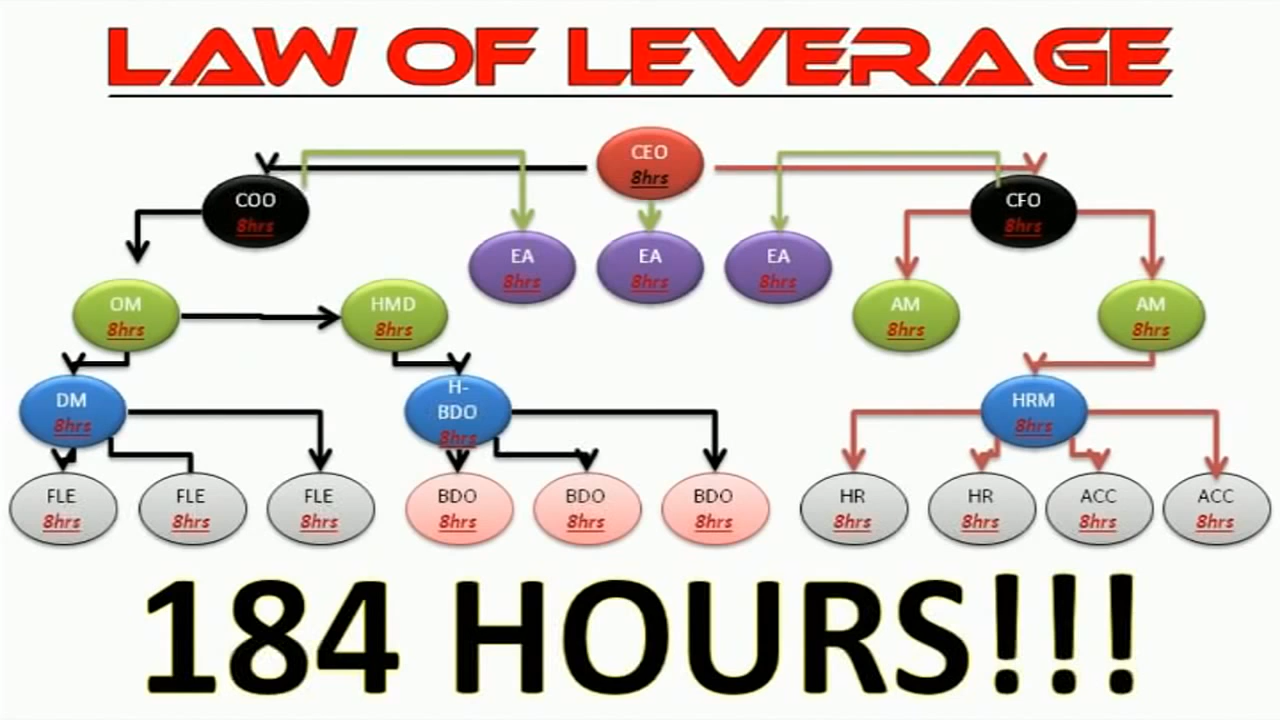 LAW OF LEVERAGE
CEO
8hrs
COO
8hrs
CFO
8hrs
EA
8hrs
EA
8hrs
EA
8hrs
OM
8hrs
HMD
8hrs
AM
8hrs
AM
8hrs
DM
8hrs
H-
BDO
8hrs
HRM
8hrs
FLE
8hrs
FLE
8hrs
FLE
8hrs
BDO
8hrs
BDO
8hrs
BDO
8hrs
HR
8hrs
HR
8hrs
ACC
8hrs
ACC
8hrs
184 HOURS!!!